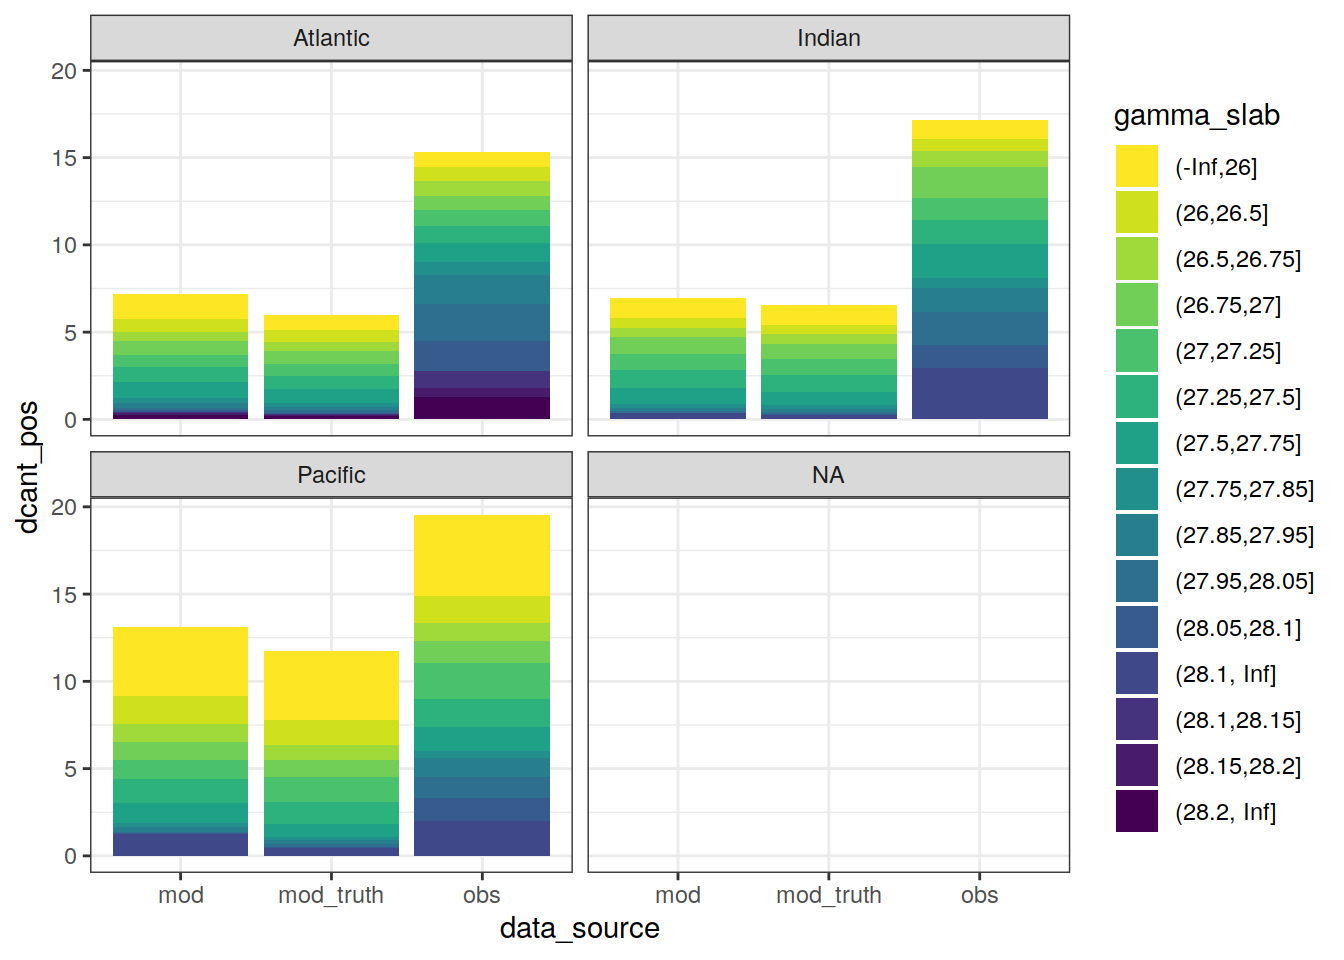 Atlantic
Indian
20
15
10
5
0
Pacific
NA
20
15
10
5
0
mod
mod_truth
obs
mod
mod_truth
obs
data_source
dcant_pos
gamma_slab
(-Inf,26]
(26,26.5]
(26.5,26.75]
(26.75,27]
(27,27.25]
(27.25,27.5]
(27.5,27.75]
(27.75,27.85]
(27.85,27.95]
(27.95,28.05]
(28.05,28.1]
(28.1, Inf]
(28.1,28.15]
(28.15,28.2]
(28.2, Inf]